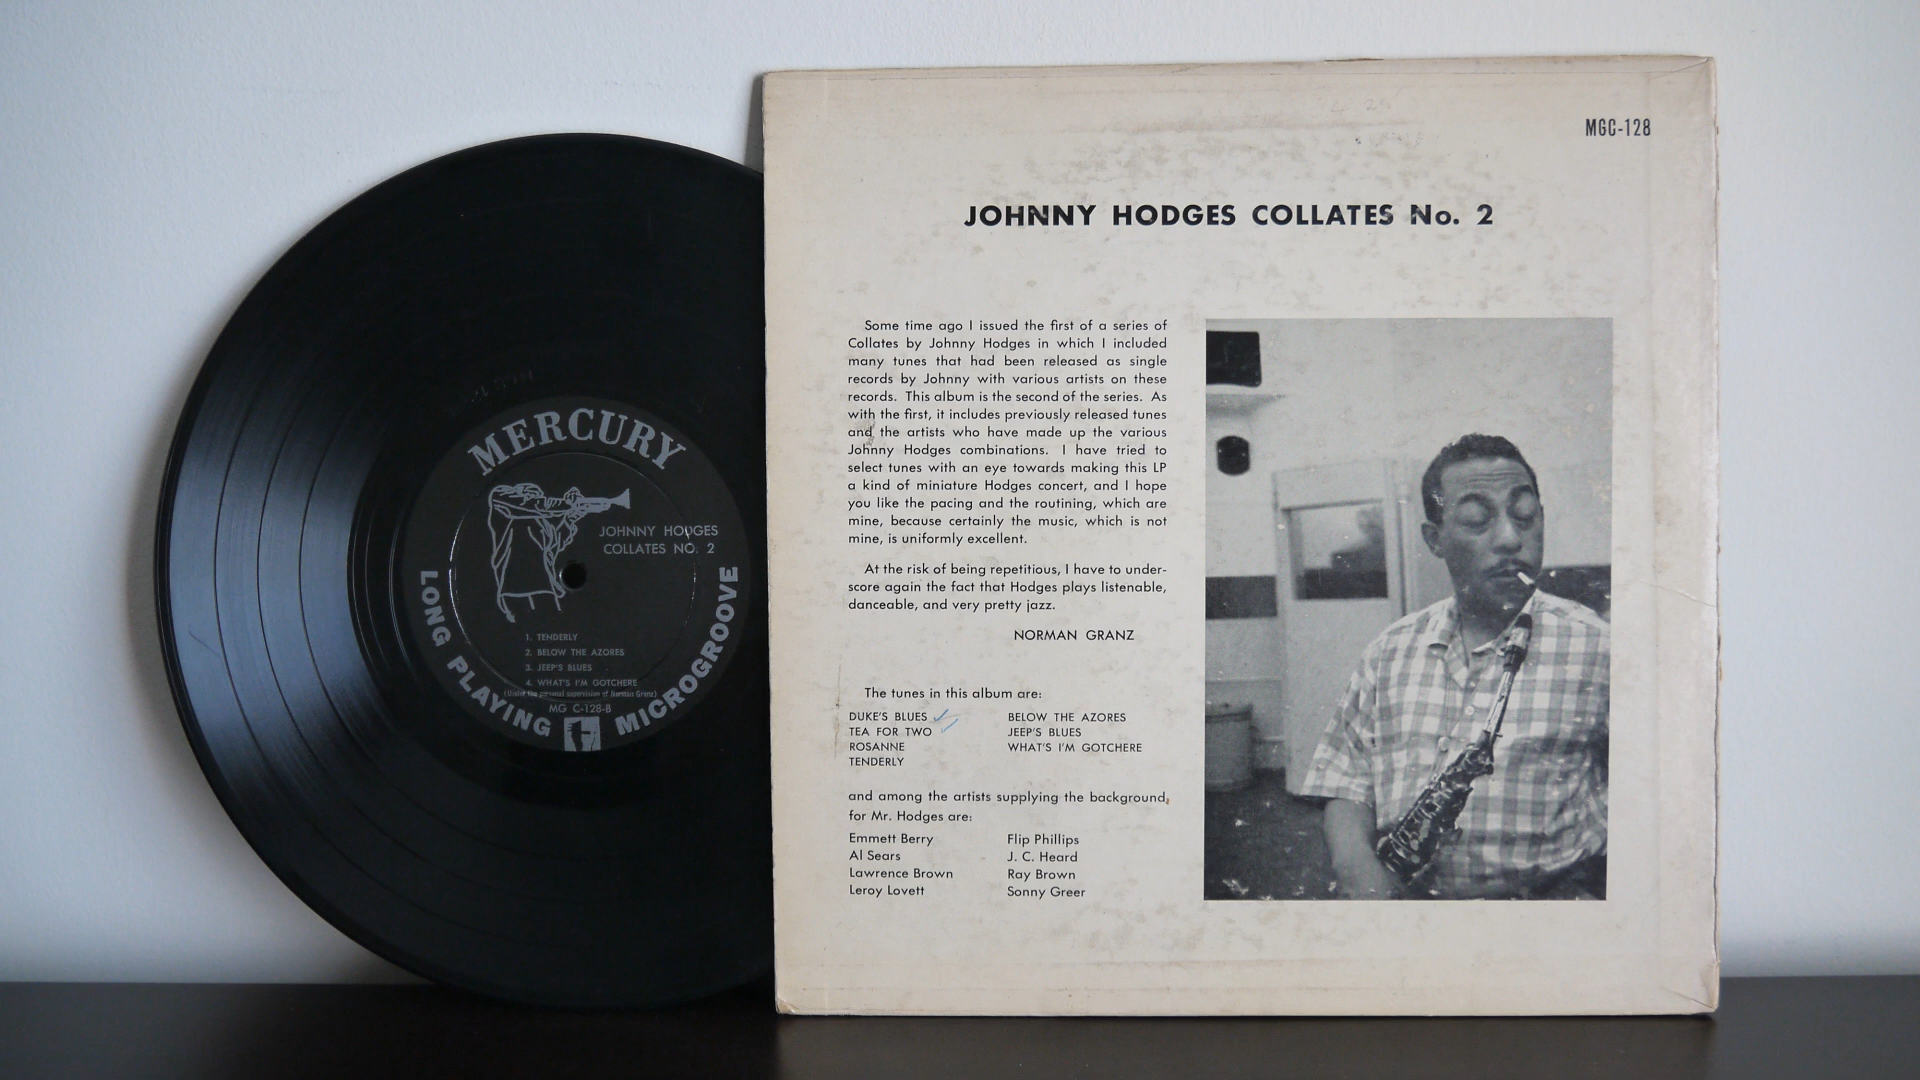 MERCURY
JOHNNY HODGES
COLLATES NO. 2
1. TENDERLY
2. BELOW THE AZORES
3. JEEP'S BLUES
4. WHAT'S I'M GOTCHERE
(Under the personal supervision of Norman Granz)
MG C-128-B
LONG PLAYING MICROGROOVE
MGC-128
JOHNNY HODGES COLLATES No. 2
Some time ago I issued the first of a series of
Collates by Johnny Hodges in which I included
many tunes that had been released as single
records by Johnny with various artists on these
records. This album is the second of the series. As
with the first, it includes previously released tunes
and the artists who have made up the various
Johnny Hodges combinations. I have tried to
select tunes with an eye towards making this LP
a kind of miniature Hodges concert, and I hope
you like the pacing and the routining, which are
mine, because certainly the music, which is not
mine, is uniformly excellent.
At the risk of being repetitious, I have to under-
score again the fact that Hodges plays listenable,
danceable, and very pretty jazz.
NORMAN GRANZ
The tunes in this album are:
DUKE'S BLUES
TEA FOR TWO
ROSANNE
TENDERLY
BELOW THE AZORES
JEEP'S BLUES
WHAT'S I'M GOTCHERE
and among the artists supplying the background,
for Mr. Hodges are:
Emmett Berry
Al Sears
Lawrence Brown
Leroy Lovett
Flip Phillips
J. C. Heard
Ray Brown
Sonny Greer